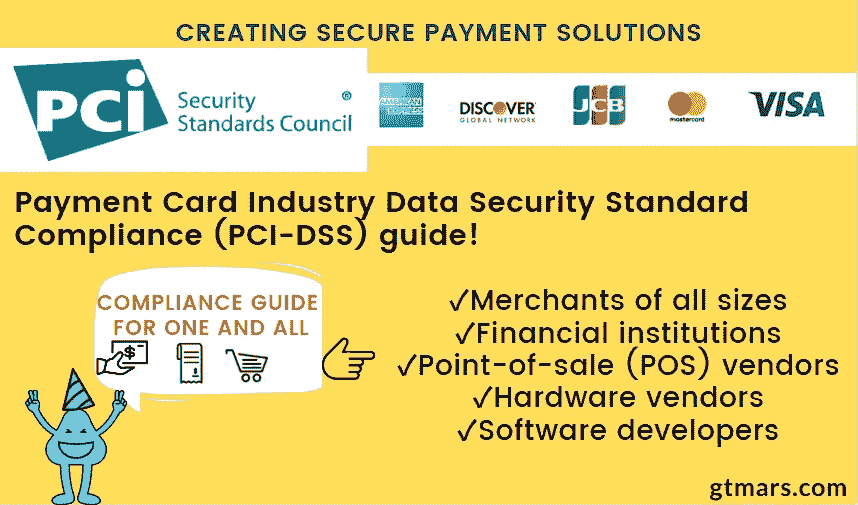 CREATING SECURE PAYMENT SOLUTIONS
PCi Security ®
Standards Council
AMERICAN EXPRESS
DISCOVER
GLOBAL NETWORK
JCB
mastercard
VISA
Payment Card Industry Data Security Standard
Compliance (PCI-DSS) guide!
COMPLIANCE GUIDE
FOR ONE AND ALL
$
✓Merchants of all sizes
✓Financial institutions
✓Point-of-sale (POS) vendors
✓Hardware vendors
✓Software developers
gtmars.com